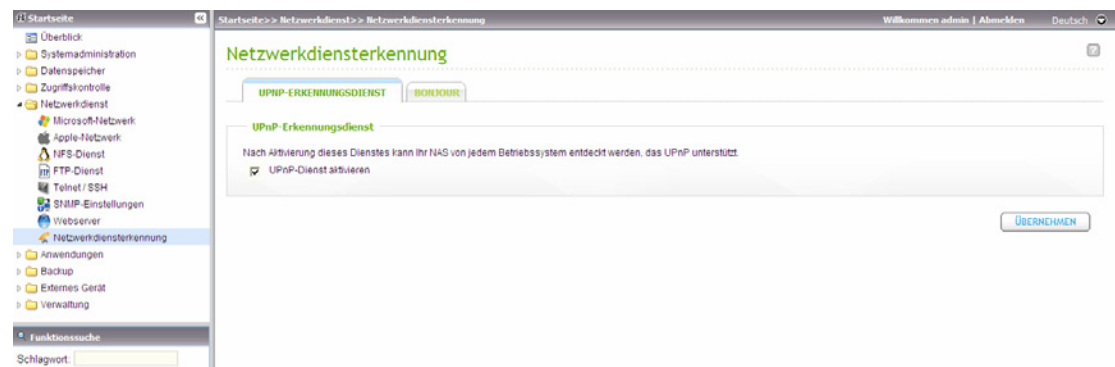 Startseite
Startseite>> Netzwerkdienst>> Netzwerkdiensterkennung
Willkommen admin | Abmelden
Deutsch
Überblick
Systemadministration
Datenspeicher
Zugriffskontrolle
Netzwerkdienst
Microsoft-Netzwerk
Apple-Netzwerk
NFS-Dienst
FTP-Dienst
Telnet / SSH
SNMP-Einstellungen
Webserver
Netzwerkdiensterkennung
Anwendungen
Backup
Externes Gerät
Verwaltung
Funktionssuche
Schlagwort:
Netzwerkdiensterkennung
UPNP-ERKENNUNGSDIENST
BONJOUR
UPnP-Erkennungsdienst
Nach Aktivierung dieses Dienstes kann Ihr NAS von jedem Betriebssystem entdeckt werden, das UPnP unterstützt.
UPnP-Dienst aktivieren
ÜBERNEHMEN